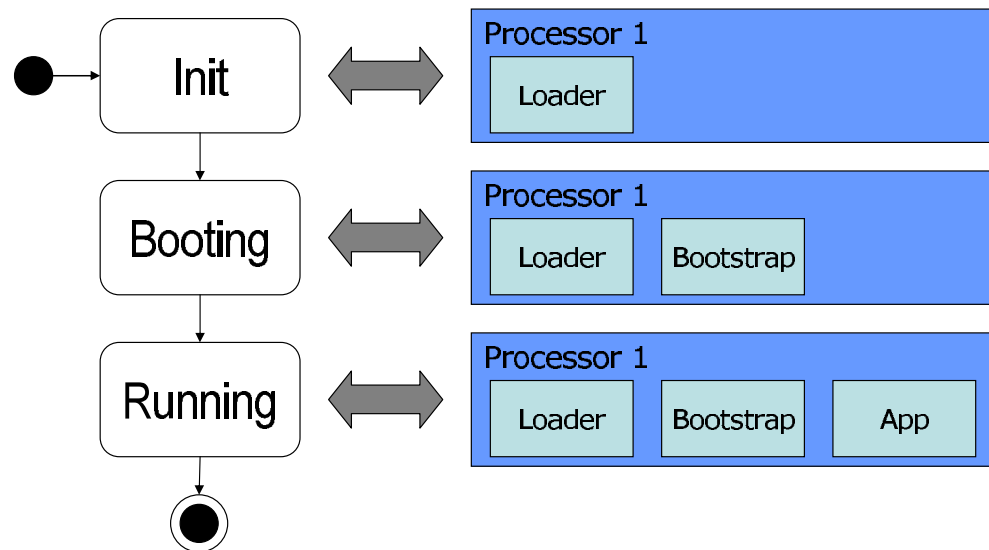 Init
Processor 1
Loader
Booting
Processor 1
Loader Bootstrap
Running
Processor 1
Loader Bootstrap App